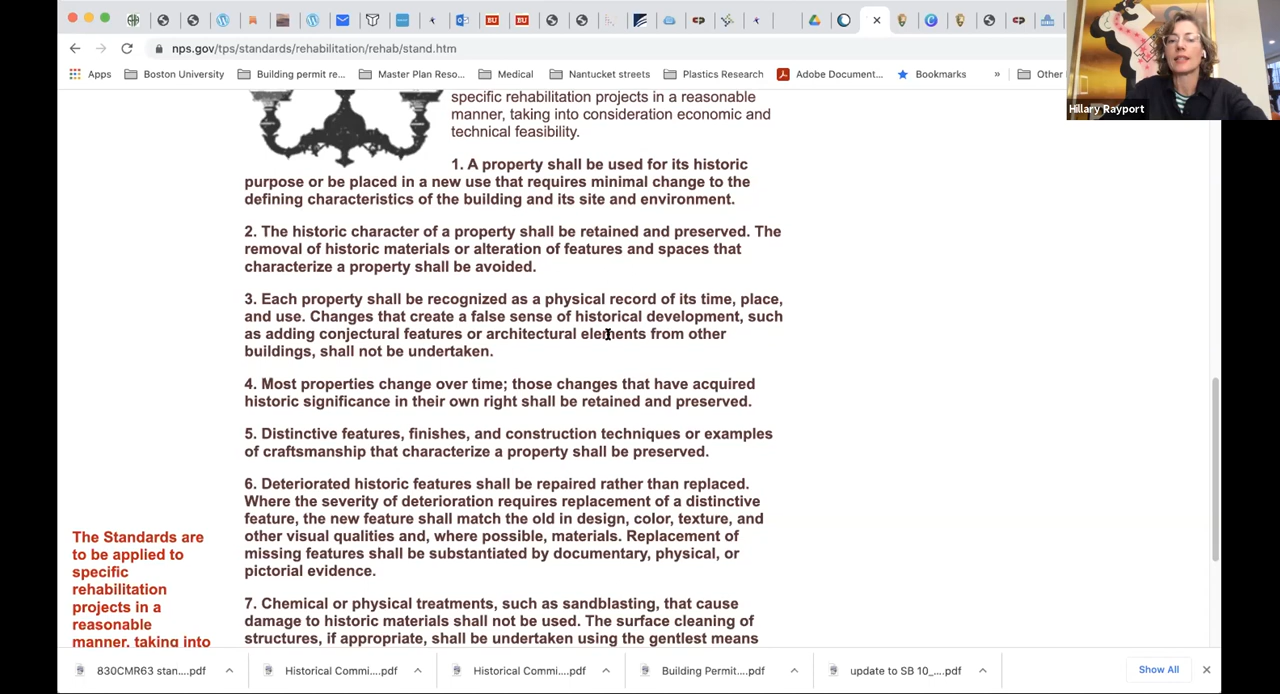 BU
BU
nps.gov/tps/standards/rehabilitation/rehab/stand.htm
Apps
Boston University
Building permit re...
Master Plan Reso...
Medical
Nantucket streets
Plastics Research
Adobe Document...
Bookmarks
»
Other
Hillary Rayport
specific rehabilitation projects in a reasonable
manner, taking into consideration economic and
technical feasibility.
1. A property shall be used for its historic
purpose or be placed in a new use that requires minimal change to the
defining characteristics of the building and its site and environment.
2. The historic character of a property shall be retained and preserved. The
removal of historic materials or alteration of features and spaces that
characterize a property shall be avoided.
3. Each property shall be recognized as a physical record of its time, place,
and use. Changes that create a false sense of historical development, such
as adding conjectural features or architectural elements from other
buildings, shall not be undertaken.
4. Most properties change over time; those changes that have acquired
historic significance in their own right shall be retained and preserved.
5. Distinctive features, finishes, and construction techniques or examples
of craftsmanship that characterize a property shall be preserved.
6. Deteriorated historic features shall be repaired rather than replaced.
Where the severity of deterioration requires replacement of a distinctive
feature, the new feature shall match the old in design, color, texture, and
other visual qualities and, where possible, materials. Replacement of
missing features shall be substantiated by documentary, physical, or
pictorial evidence.
7. Chemical or physical treatments, such as sandblasting, that cause
damage to historic materials shall not be used. The surface cleaning of
structures, if appropriate, shall be undertaken using the gentlest means
The Standards are
to be applied to
specific
rehabilitation
projects in a
reasonable
manner, taking into
830CMR63 stan....pdf
Historical Commi....pdf
Historical Commi....pdf
Building Permit....pdf
update to SB 10_....pdf
Show All